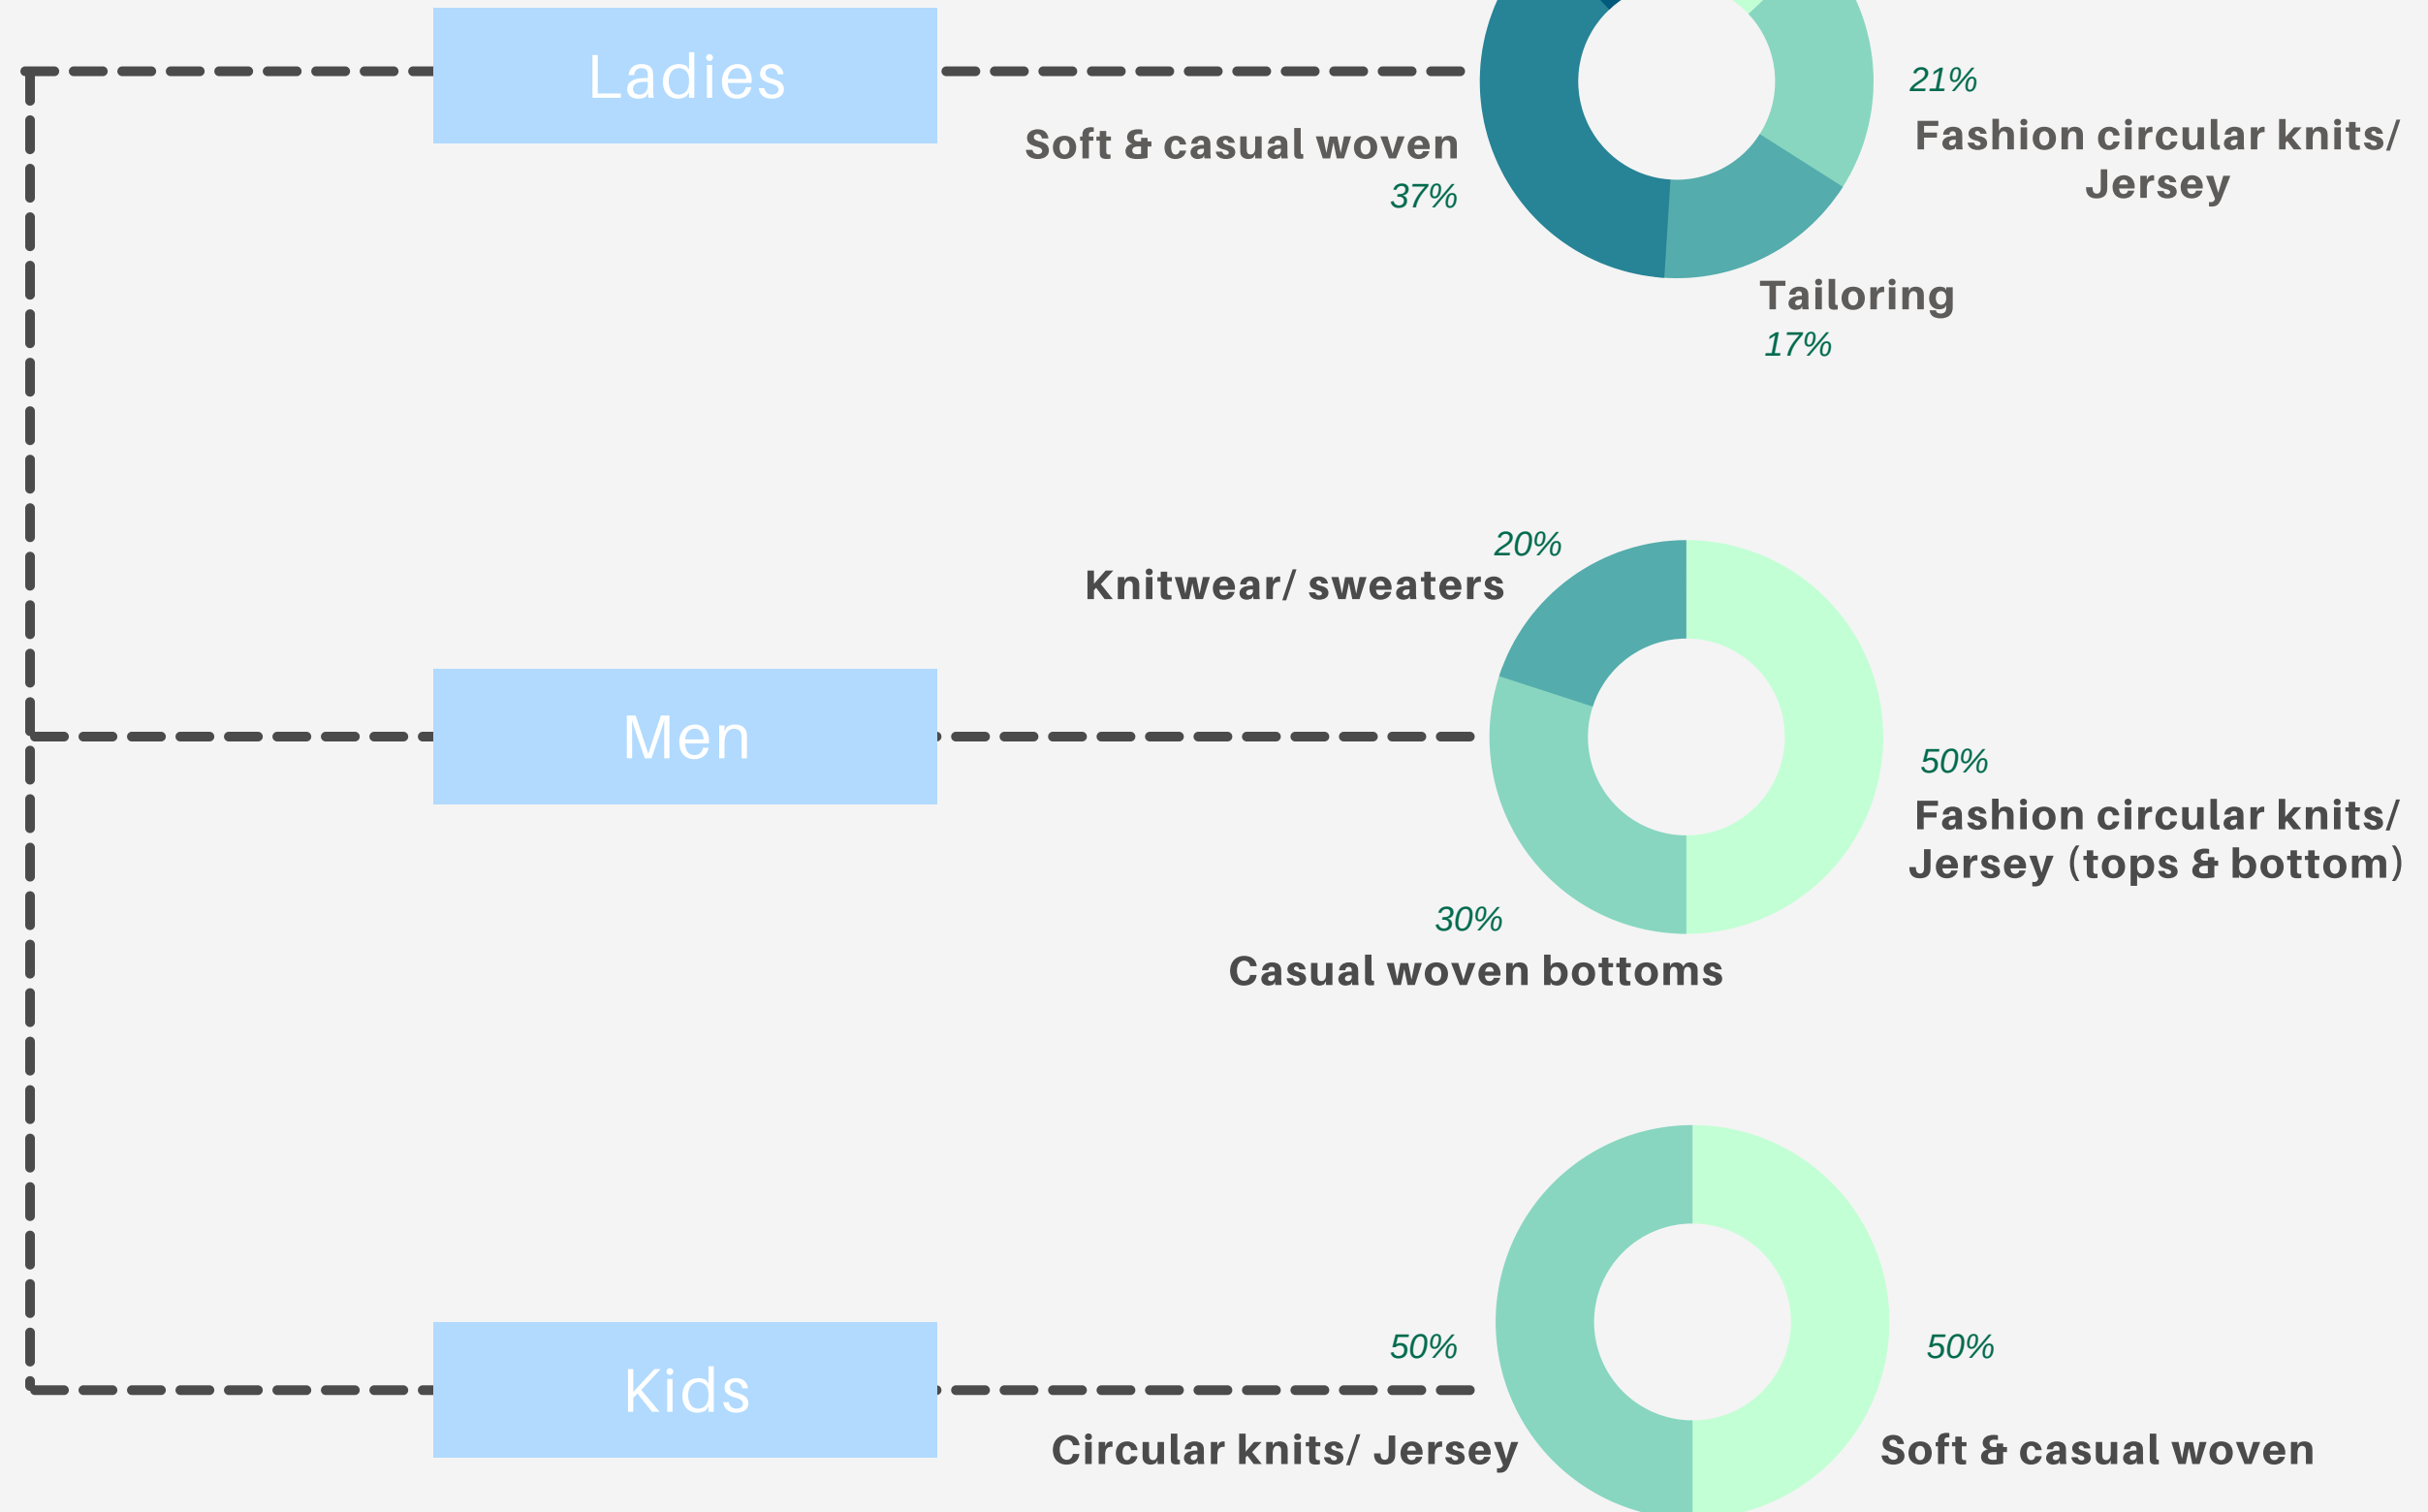 Ladies
Soft & casual woven
37%
21%
Fashion circular knits/
Jersey
Tailoring
17%
20%
Knitwear/ sweaters
Men
50%
Fashion circular knits/
Jersey (tops & bottom)
30%
Casual woven bottoms
Kids
50%
Circular knits/ Jersey
50%
Soft & casual woven